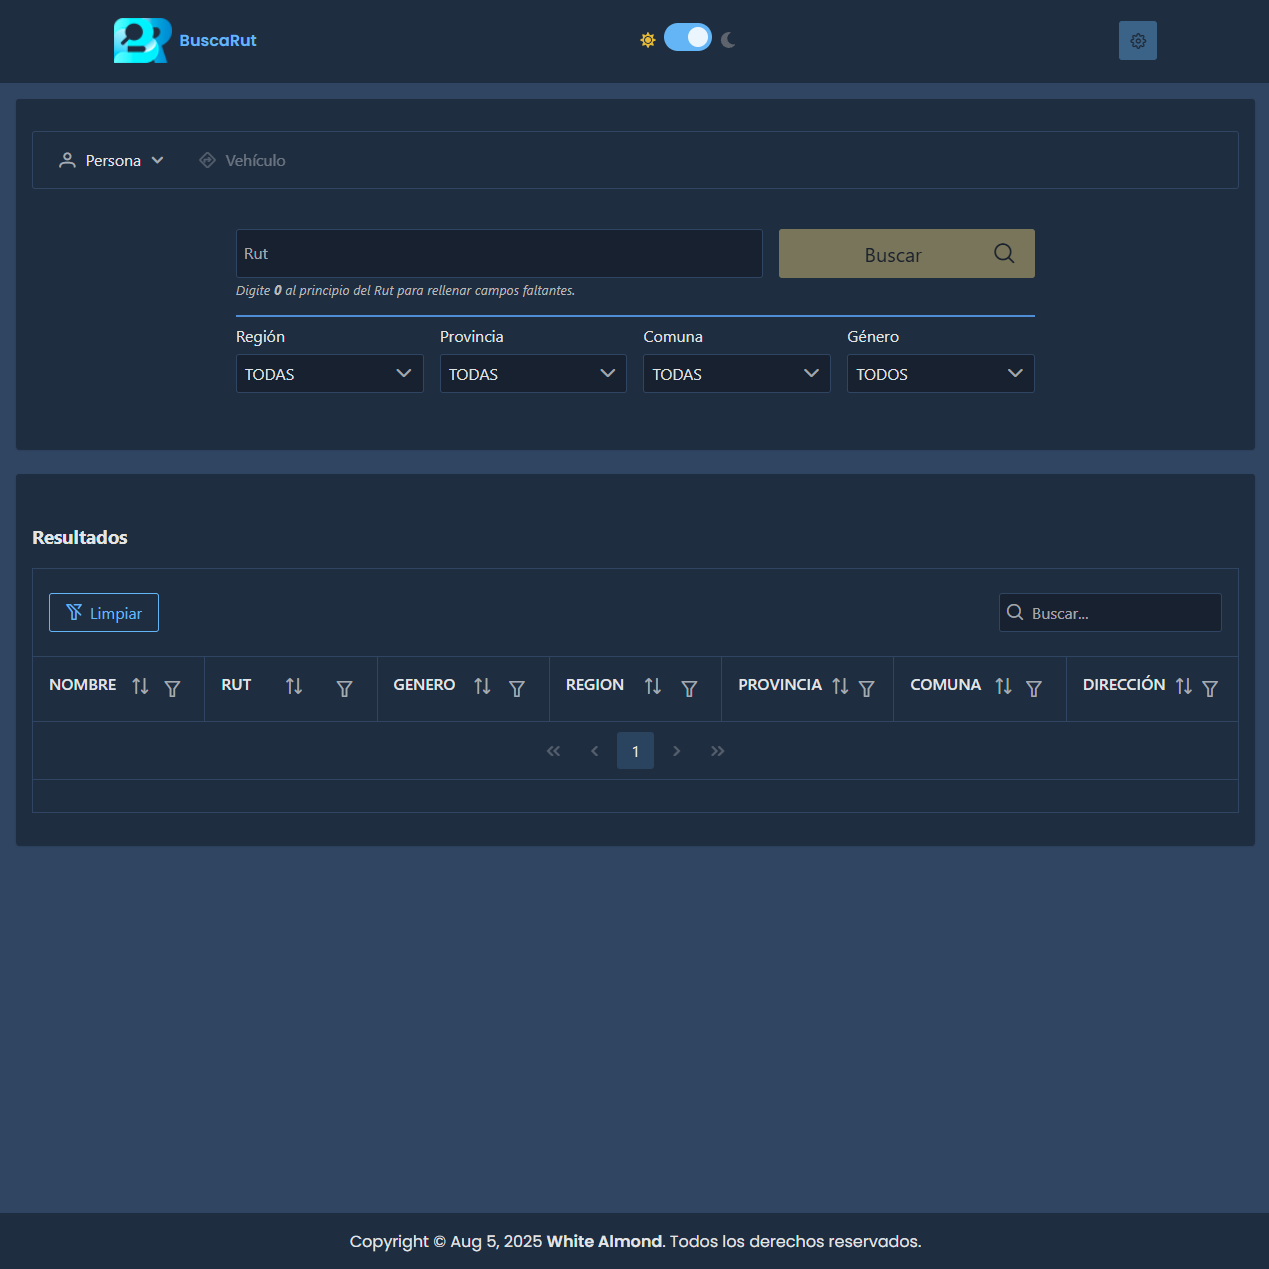 BuscaRut
Persona
Vehículo
Rut
Buscar
Digite 0 al principio del Rut para rellenar campos faltantes.
Región Provincia Comuna Género
TODAS TODAS TODAS TODOS
Resultados
Limpiar
Buscar...
NOMBRE RUT GENERO REGION PROVINCIA COMUNA DIRECCIÓN
1
Copyright © Aug 5, 2025 White Almond. Todos los derechos reservados.